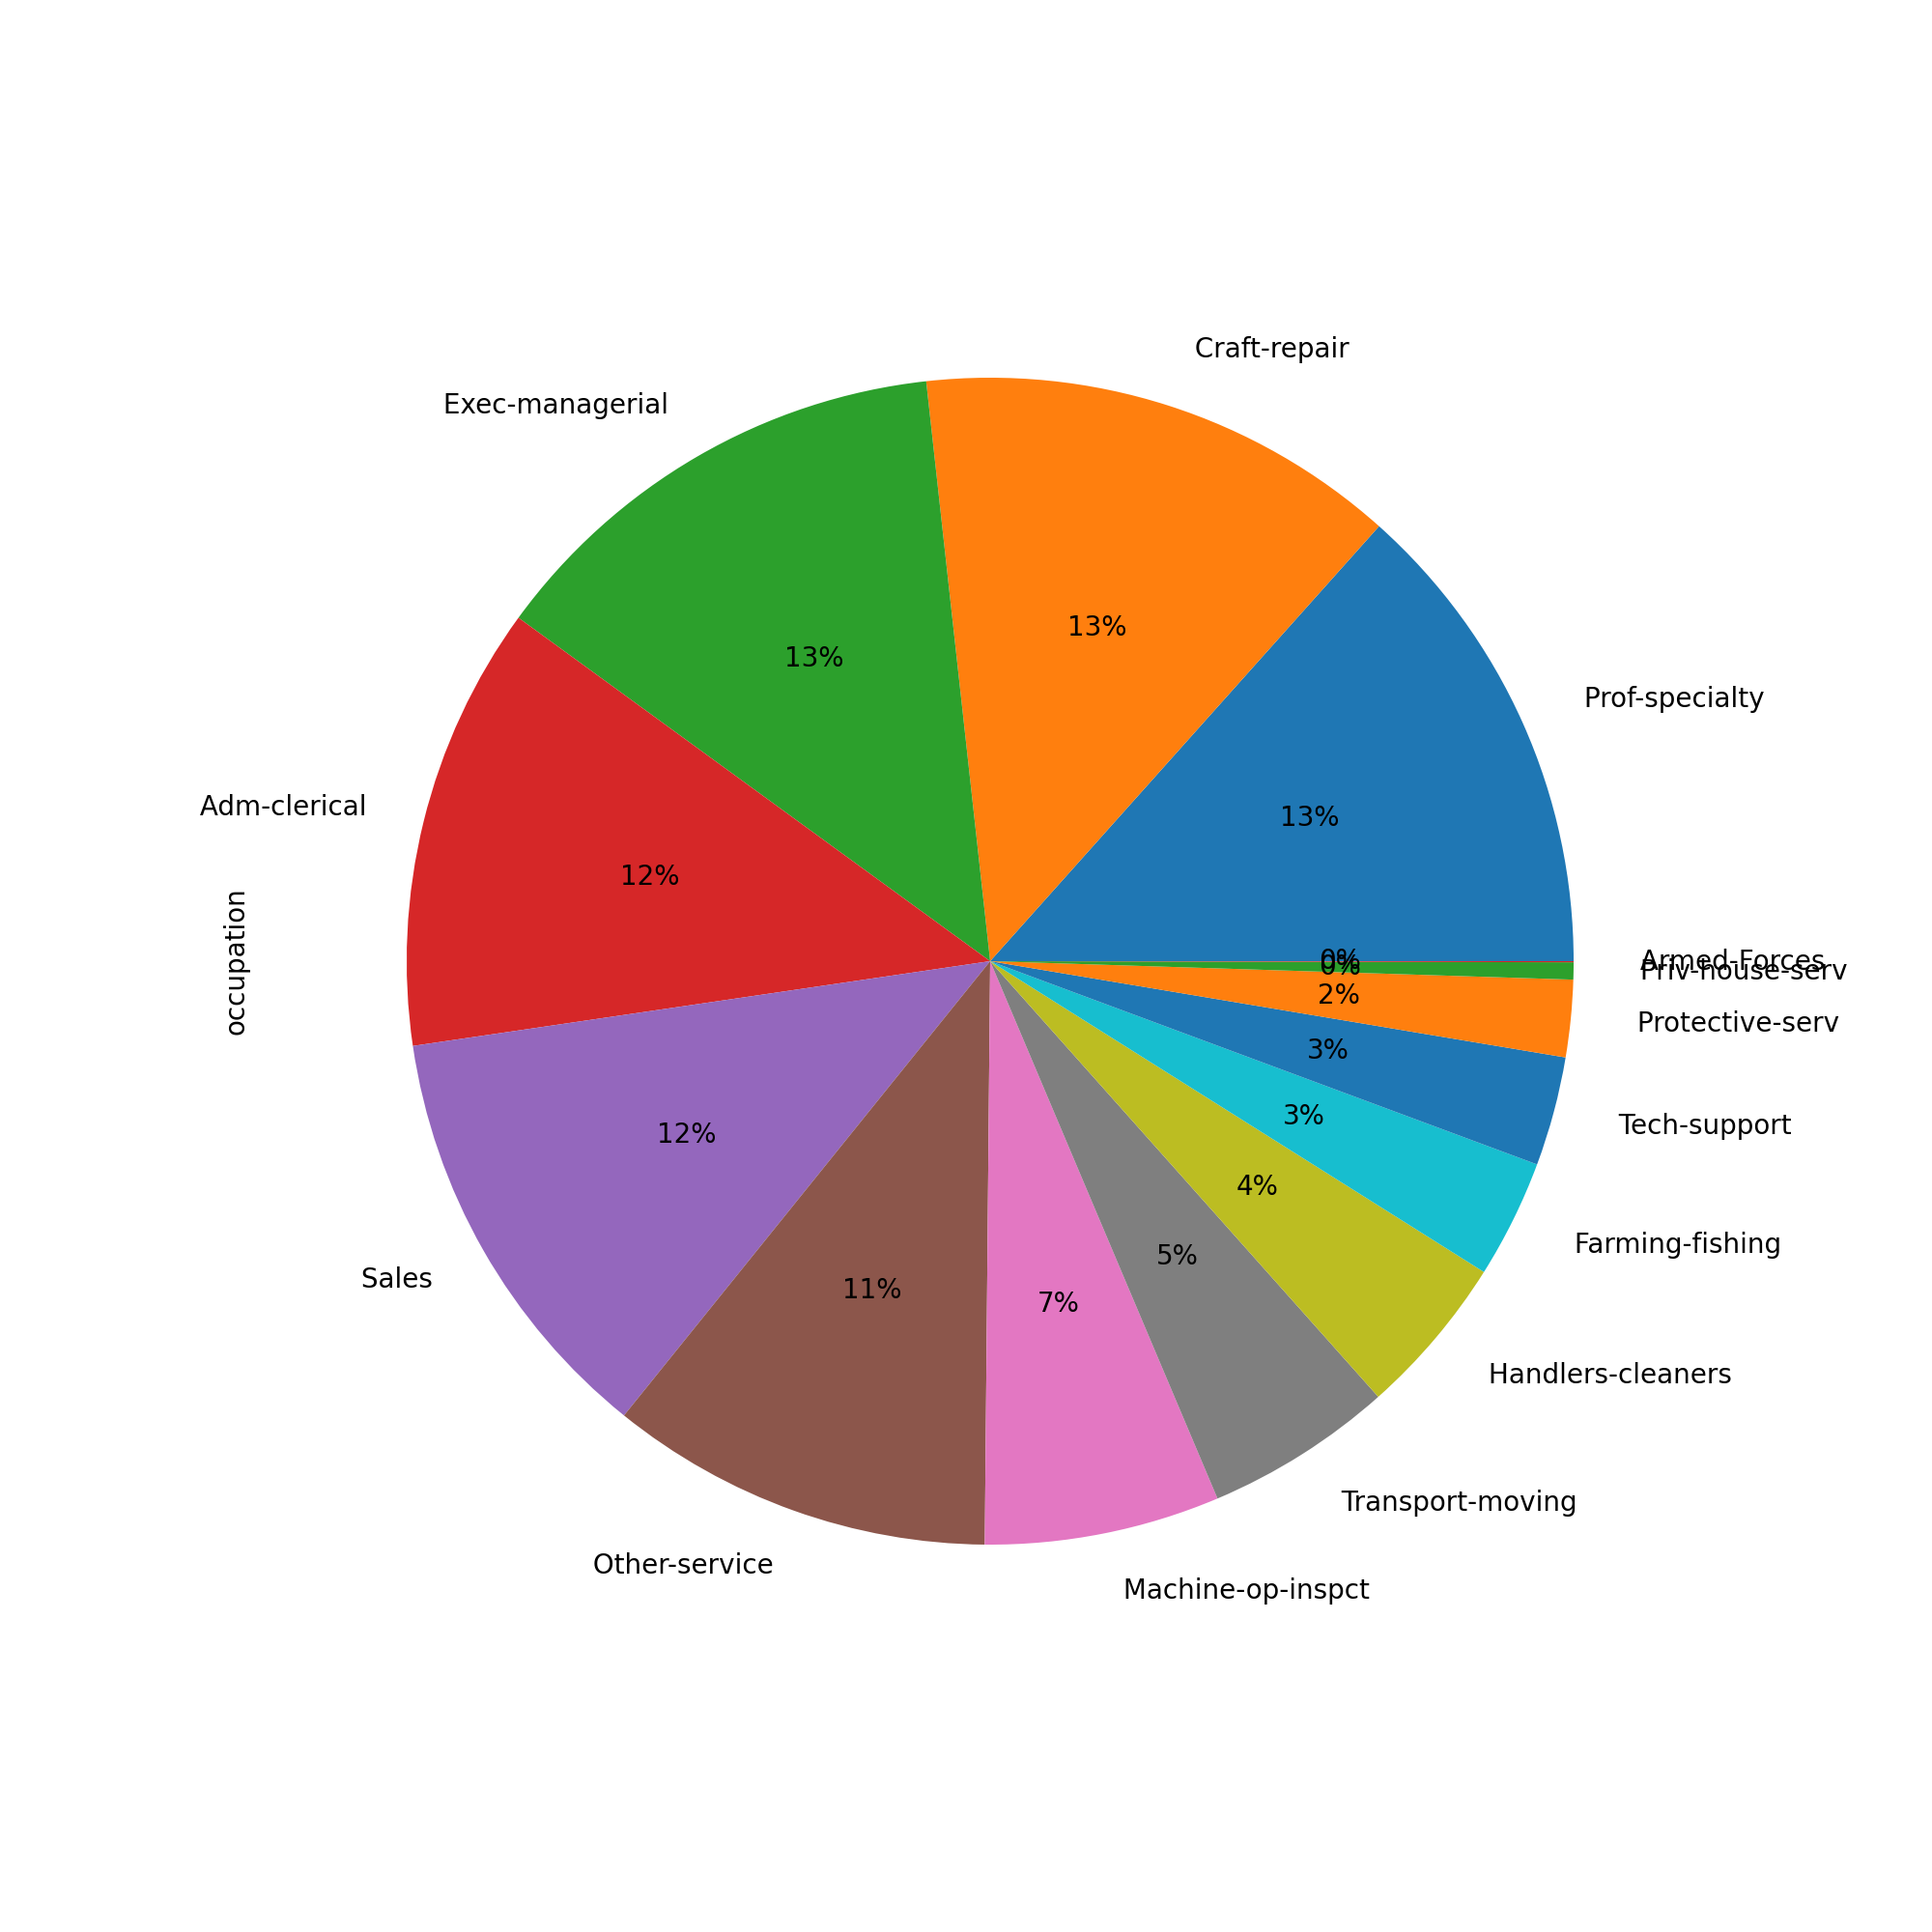 Craft-repair
Exec-managerial
13%
13%
Prof-specialty
Adm-clerical
13%
12%
occupation
0%
Armed-Forces
0%
Priv-house-serv
2%
Protective-serv
3%
Tech-support
3%
12%
4%
Farming-fishing
5%
Sales
11%
7%
Handlers-cleaners
Transport-moving
Other-service
Machine-op-inspct